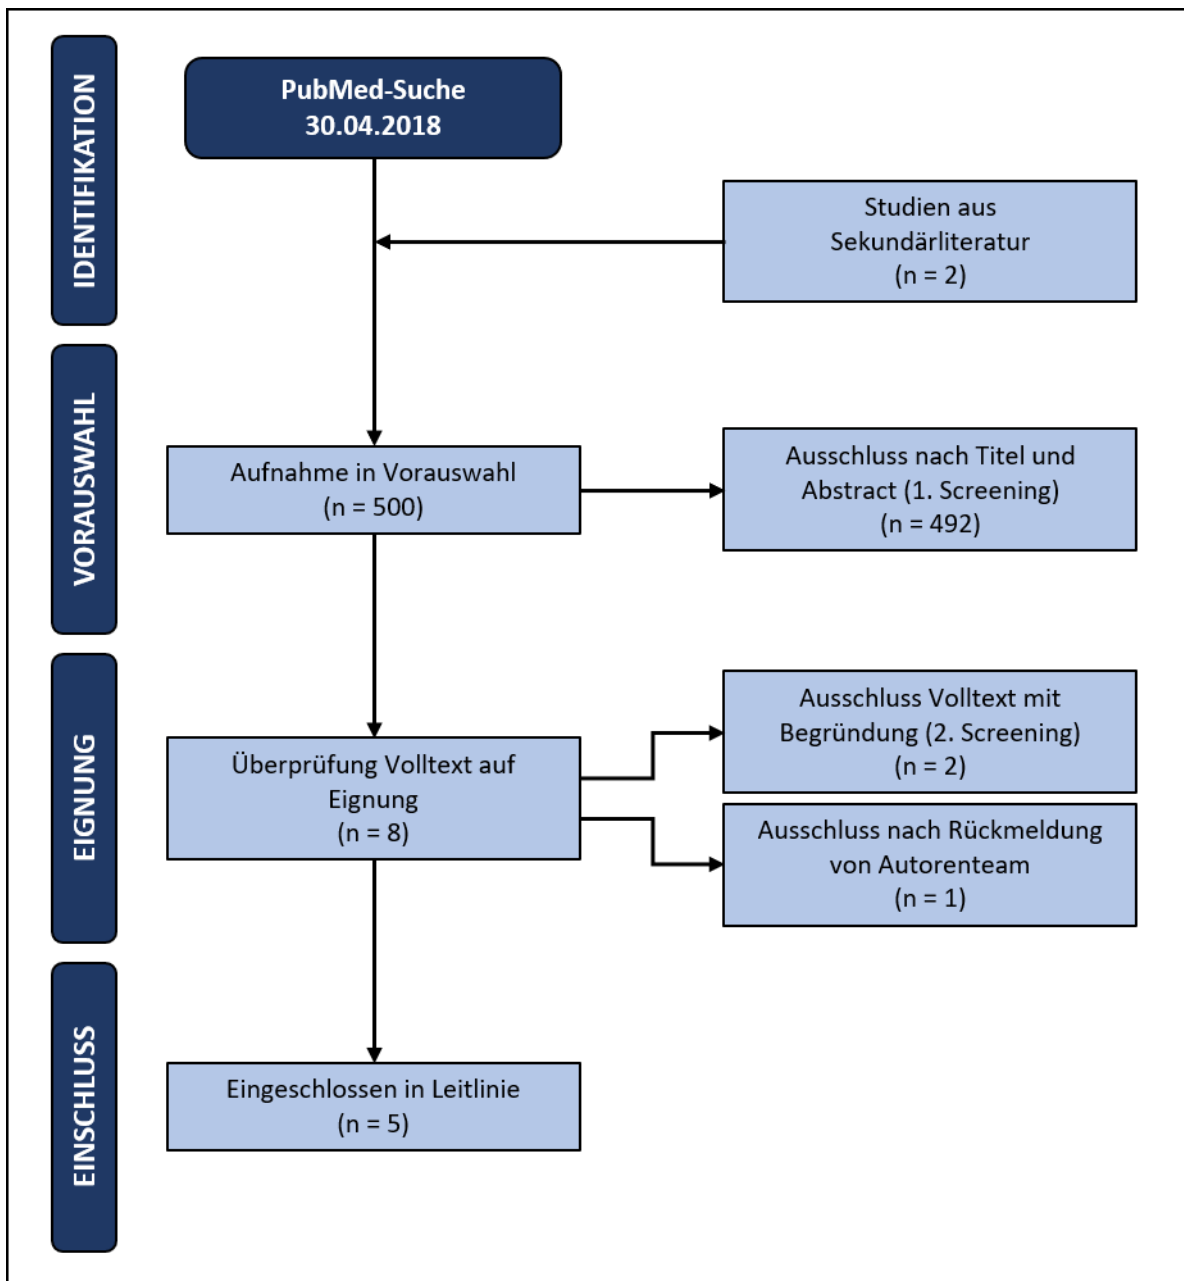 IDENTIFIKATION
PubMed-Suche
30.04.2018
Studien aus
Sekundärliteratur
(n = 2)
VORAUSWAHL
Aufnahme in Vorauswahl
(n = 500)
Ausschluss nach Titel und
Abstract (1. Screening)
(n = 492)
EIGNUNG
Überprüfung Volltext auf
Eignung
(n = 8)
Ausschluss Volltext mit
Begründung (2. Screening)
(n = 2)
Ausschluss nach Rückmeldung
von Autorenteam
(n = 1)
EINSCHLUSS
Eingeschlossen in Leitlinie
(n = 5)